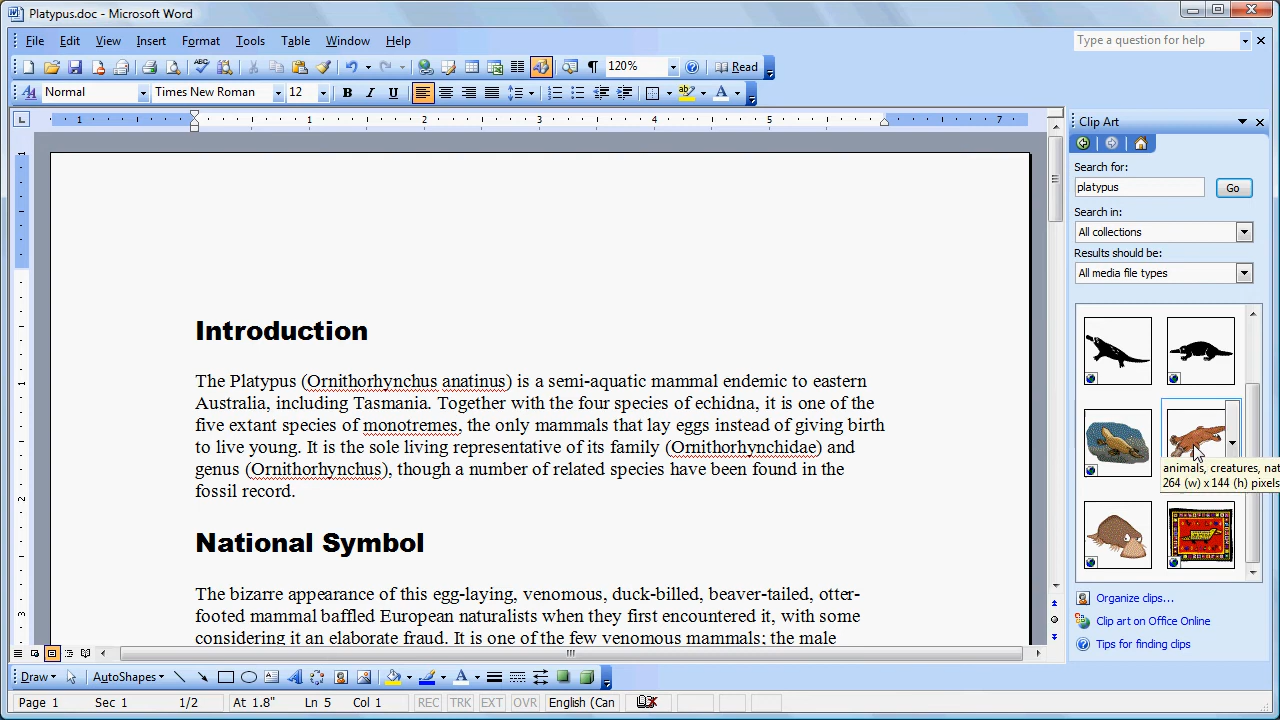 Platypus.doc - Microsoft Word
File Edit View Insert Format Tools Table Window Help
Type a question for help
120%
Read
Normal
Times New Roman
12
B I U
1 1 2 3 4 5 7
Clip Art
Search for:
platypus
Go
Search in:
All collections
Results should be:
All media file types
Introduction
The Platypus (Ornithorhynchus anatinus) is a semi-aquatic mammal endemic to eastern
Australia, including Tasmania. Together with the four species of echidna, it is one of the
five extant species of monotremes, the only mammals that lay eggs instead of giving birth
to live young. It is the sole living representative of its family (Ornithorhynchidae) and
genus (Ornithorhynchus), though a number of related species have been found in the
fossil record.
National Symbol
The bizarre appearance of this egg-laying, venomous, duck-billed, beaver-tailed, otter-
footed mammal baffled European naturalists when they first encountered it, with some
considering it an elaborate fraud. It is one of the few venomous mammals; the male
animals, creatures, nat
264 (w) x 144 (h) pixels
Organize clips...
Clip art on Office Online
Tips for finding clips
Draw
AutoShapes
Page 1 Sec 1 1/2 At 1.8" Ln 5 Col 1 REC TRK EXT OVR English (Can